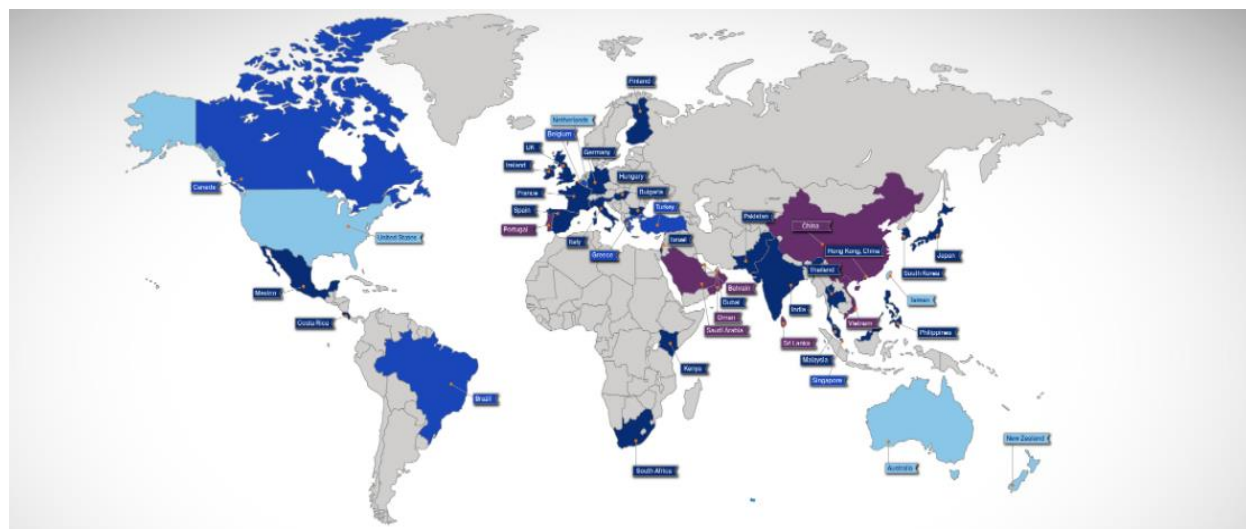 Finland
Netherlands
Belgium
UK
Germany
Ireland
Hungary
Canada
France
Bulgaria
Spain
Turkey
Pakistan
Portugal
China
United States
Italy
Israel
Hong Kong, China
Greece
Japan
Thailand
South Korea
Mexico
Bahrain
Dubai
Taiwan
India
Oman
Costa Rica
Vietnam
Saudi Arabia
Philippines
Sri Lanka
Malaysia
Kenya
Singapore
Brazil
New Zealand
South Africa
Australia